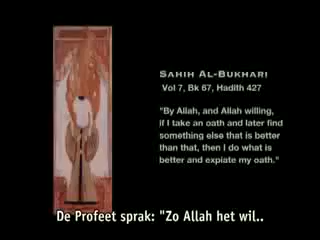 Sahih Al-Bukhari
Vol 7, Bk 67, Hadith 427
"By Allah, and Allah willing,
if I take an oath and later find
something else that is better
than that, then I do what is
better and expiate my oath."
De Profeet sprak: "Zo Allah het wil..